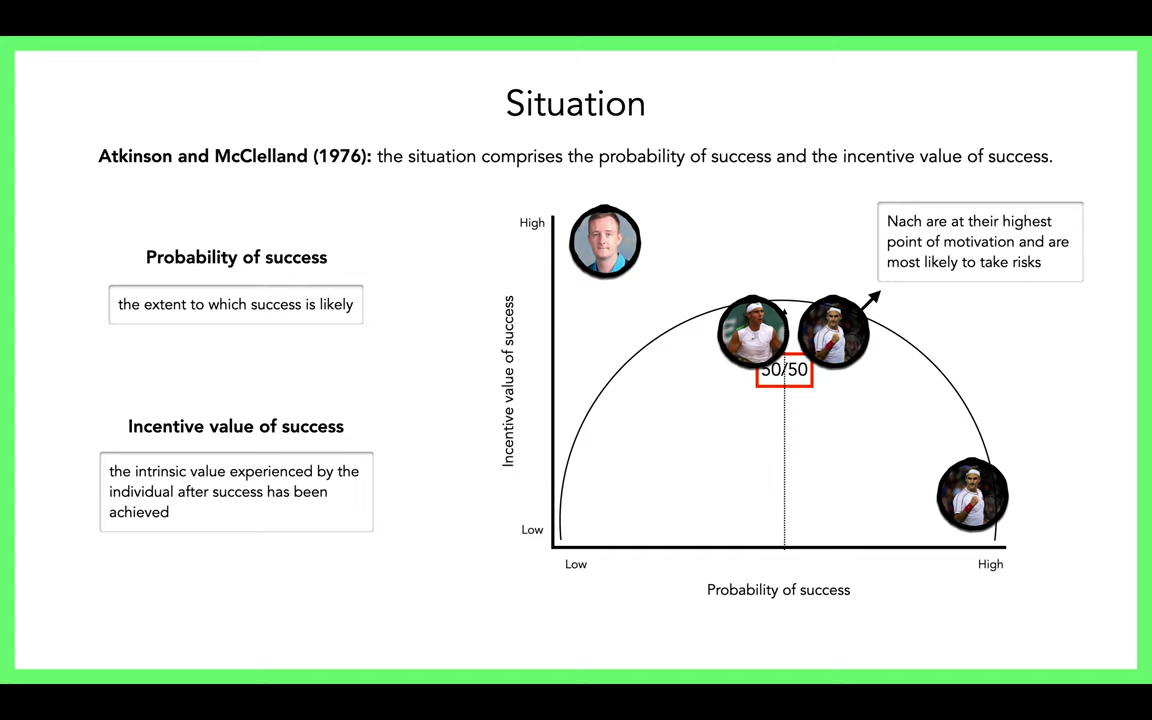 Situation
Atkinson and McClelland (1976): the situation comprises the probability of success and the incentive value of success.
Probability of success
the extent to which success is likely
Incentive value of success
the intrinsic value experienced by the
individual after success has been
achieved
High
Incentive value of success
Low
Low
High
Probability of success
50/50
Nach are at their highest
point of motivation and are
most likely to take risks